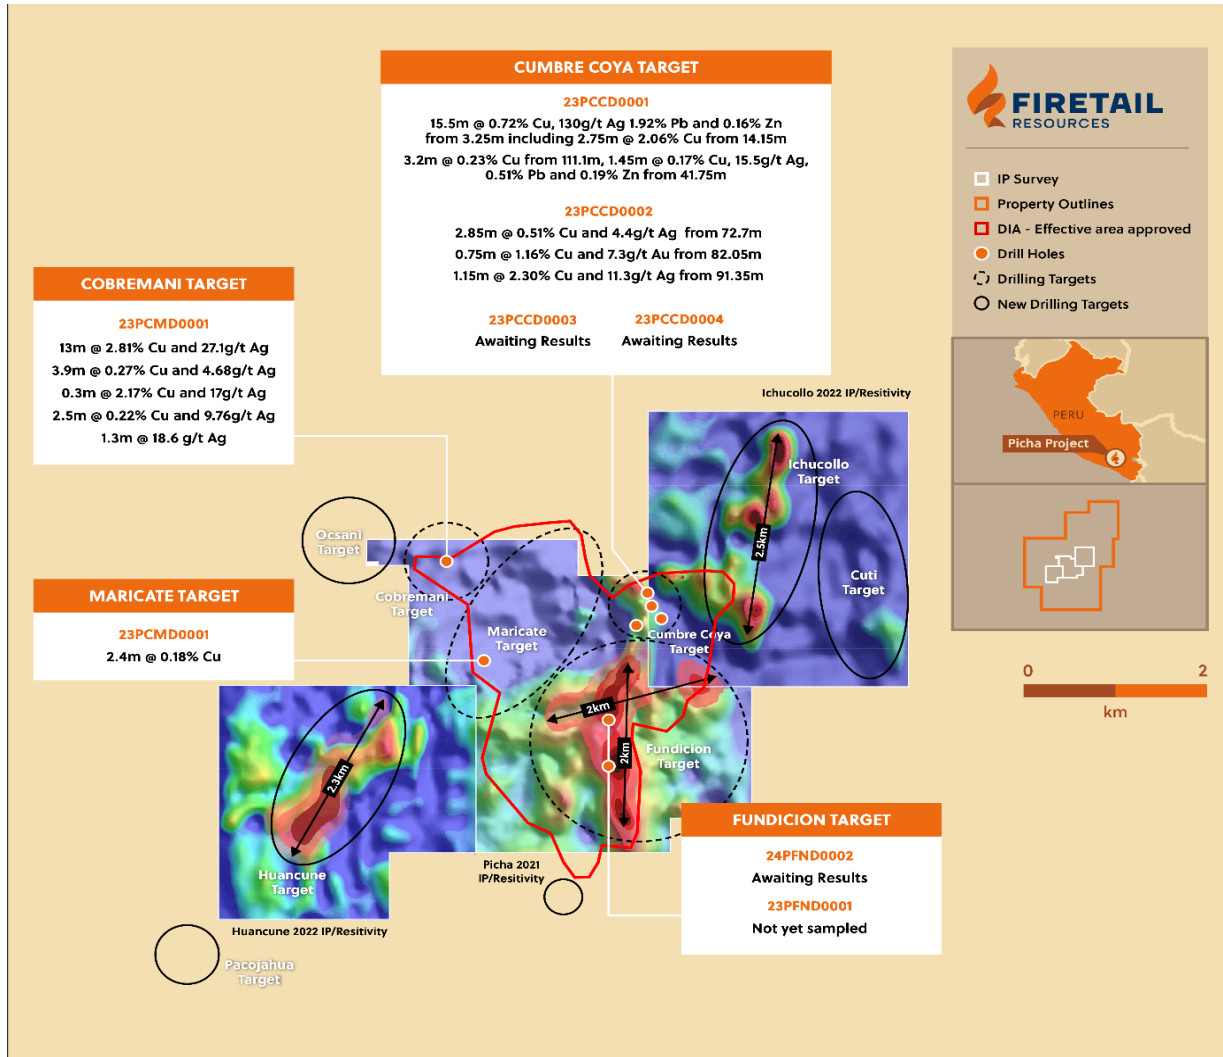 CUMBRE COYA TARGET
23PCCD0001
15.5m @ 0.72% Cu, 130g/t Ag 1.92% Pb and 0.16% Zn
from 3.25m including 2.75m @ 2.06% Cu from 14.15m
3.2m @ 0.23% Cu from 111.1m, 1.45m @ 0.17% Cu, 15.5g/t Ag,
0.51% Pb and 0.19% Zn from 41.75m
23PCCD0002
2.85m @ 0.51% Cu and 4.4g/t Ag from 72.7m
0.75m @ 1.16% Cu and 7.3g/t Au from 82.05m
1.15m @ 2.30% Cu and 11.3g/t Ag from 91.35m
23PCCD0003
Awaiting Results
23PCCD0004
Awaiting Results
FIRETAIL
RESOURCES
IP Survey
Property Outlines
DIA - Effective area approved
Drill Holes
Drilling Targets
New Drilling Targets
PERU
Picha Project
0
2
km
COBREMANI TARGET
23PCMD0001
13m @ 2.81% Cu and 27.1g/t Ag
3.9m @ 0.27% Cu and 4.68g/t Ag
0.3m @ 2.17% Cu and 17g/t Ag
2.5m @ 0.22% Cu and 9.76g/t Ag
1.3m @ 18.6 g/t Ag
Ichucollo 2022 IP/Resitivity
Ichucollo
Target
2.5km
Cuti
Target
Ocsani
Target
Cobremani
Target
Maricate
Target
Cumbre Coya
Target
MARICATE TARGET
23PCMD0001
2.4m @ 0.18% Cu
2km
2km
Fundicion
Target
2.3km
Huancune
Target
Huancune 2022 IP/Resitivity
Picha 2021
IP/Resitivity
Pacojahua
Target
FUNDICION TARGET
24PFND0002
Awaiting Results
23PFND0001
Not yet sampled